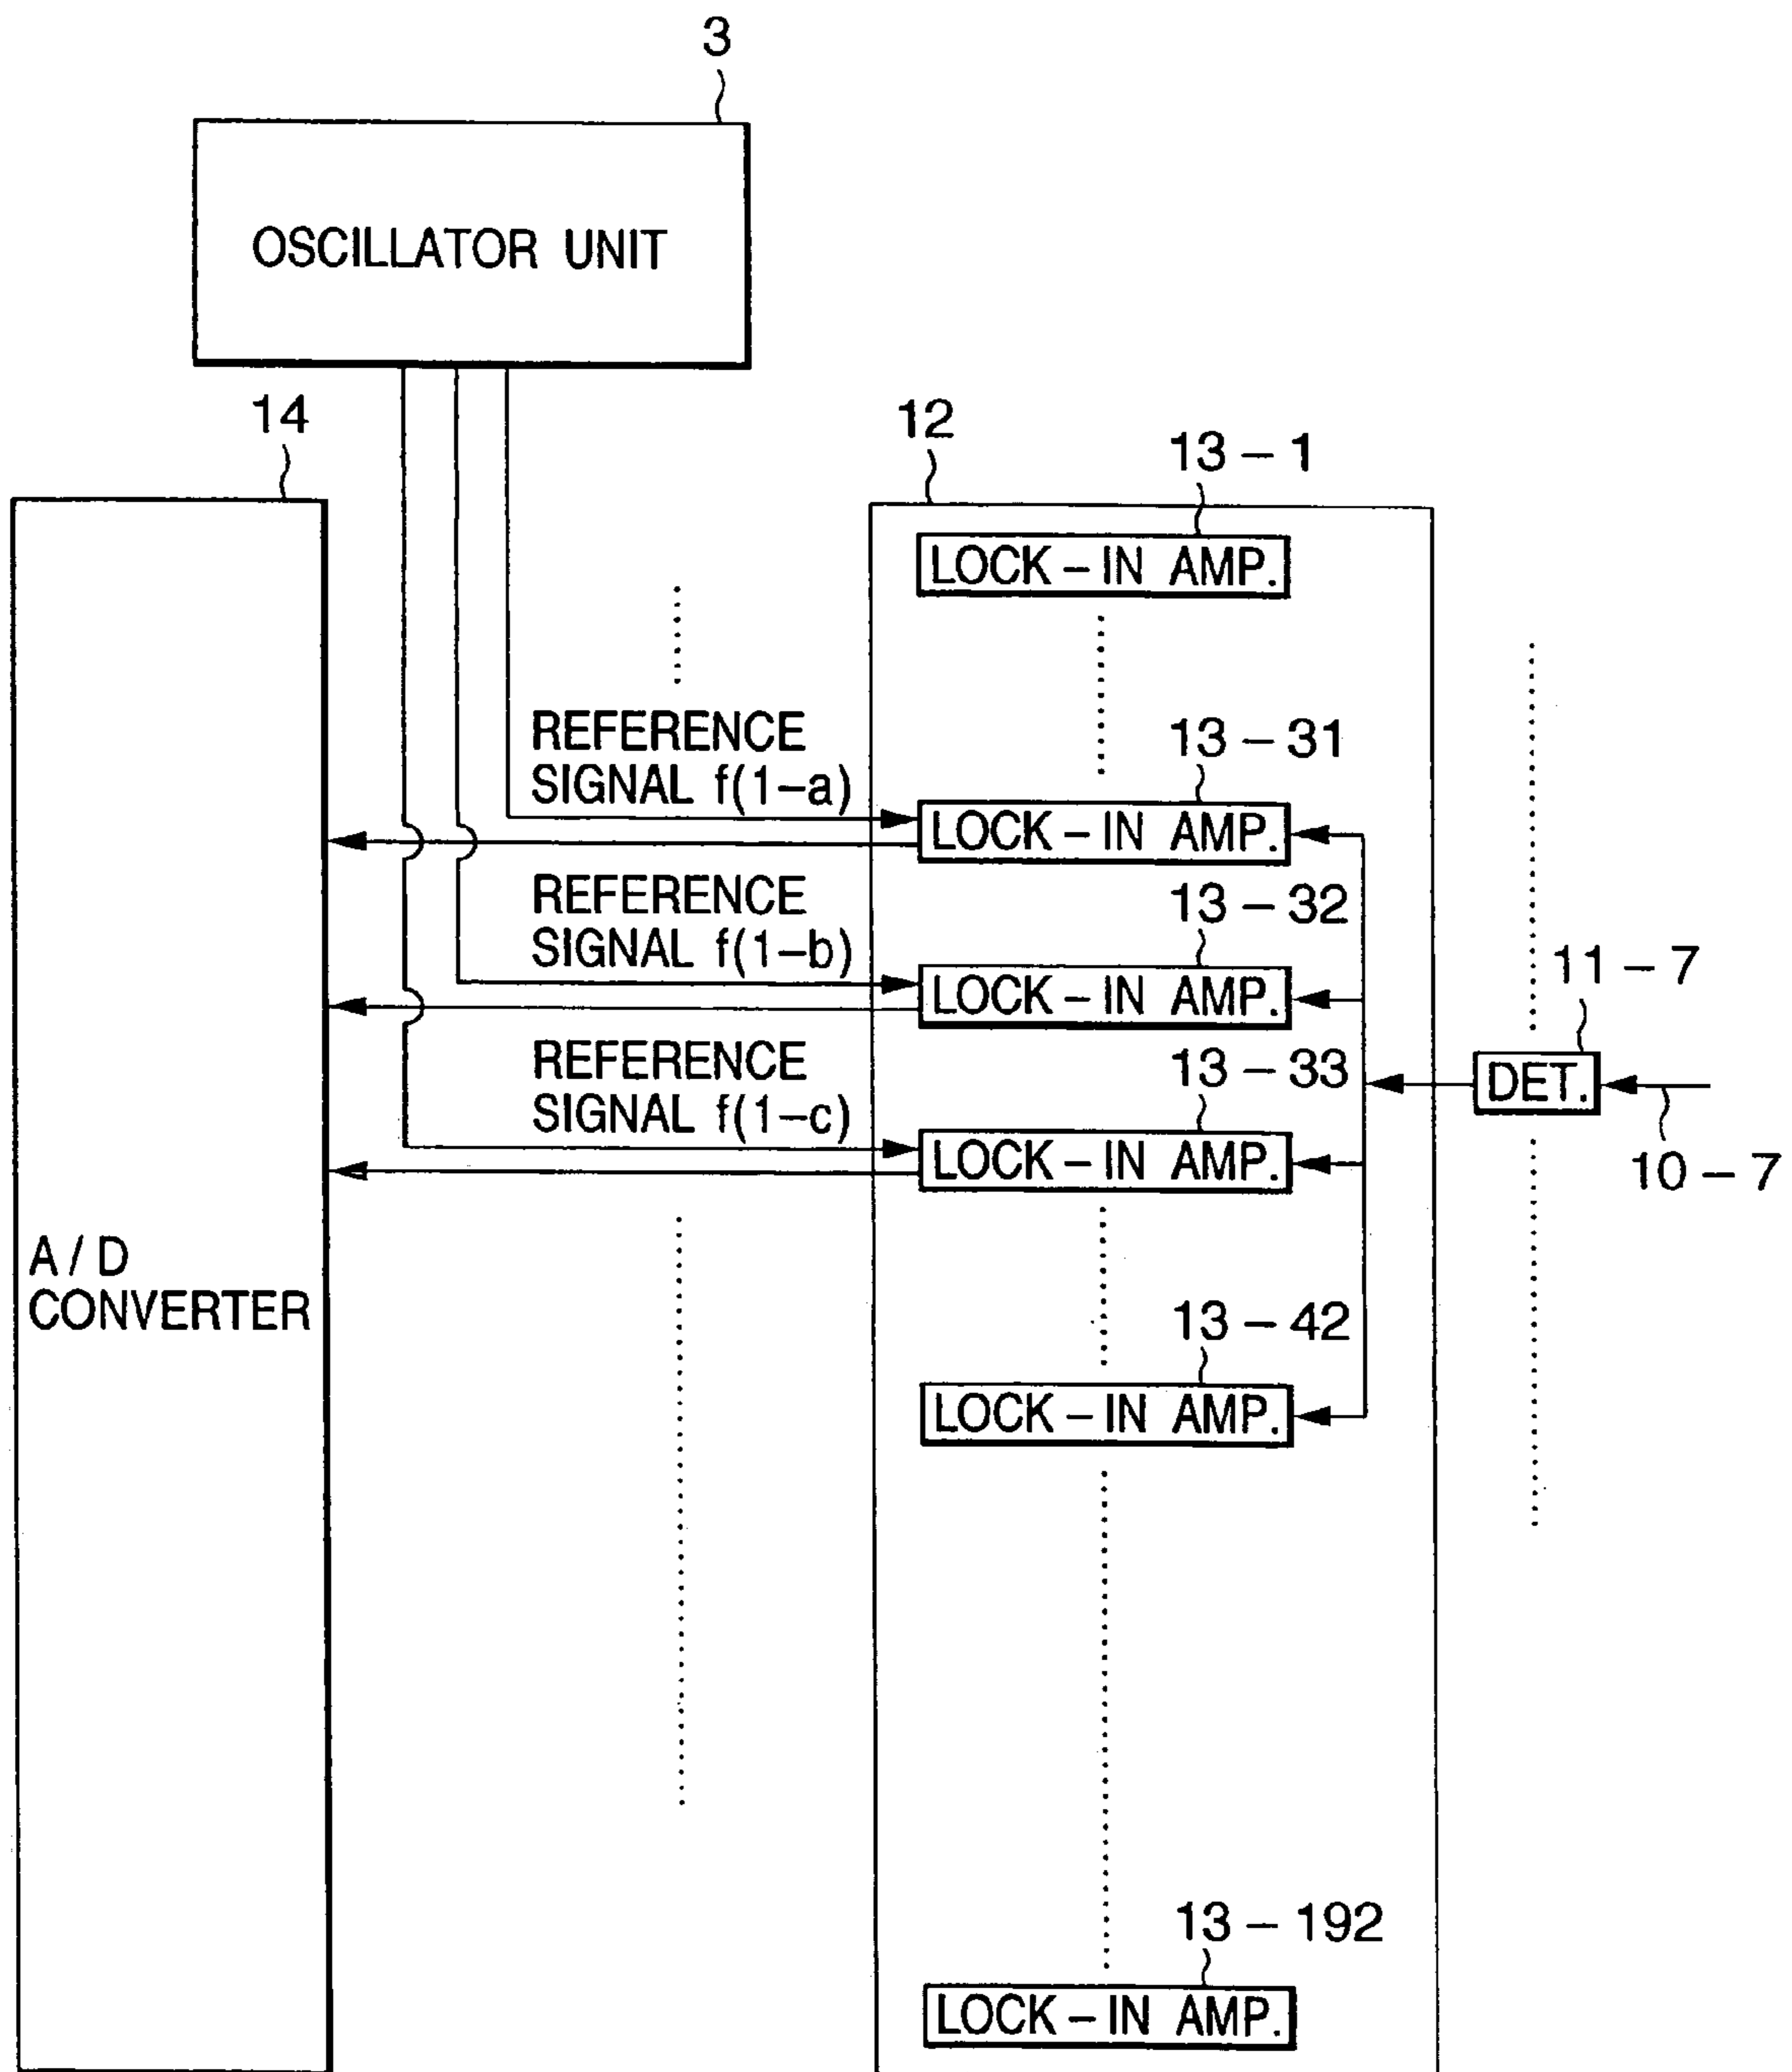 3
OSCILLATOR UNIT
14
12
13 – 1
LOCK – IN AMP.
REFERENCE
SIGNAL f(1–a)
13 – 31
LOCK – IN AMP.
REFERENCE
SIGNAL f(1–b)
13 – 32
LOCK – IN AMP.
11 – 7
DET.
10 – 7
REFERENCE
SIGNAL f(1–c)
13 – 33
LOCK – IN AMP.
A / D
CONVERTER
13 – 42
LOCK – IN AMP.
13 – 192
LOCK – IN AMP.